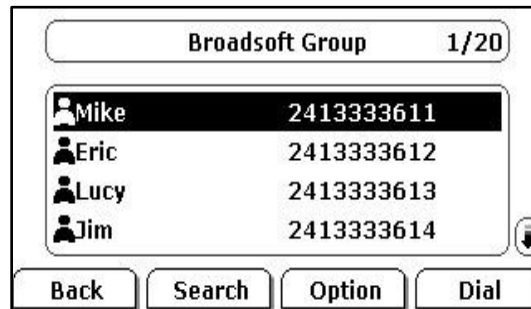 Broadsoft Group 1/20
Mike 2413333611
Eric 2413333612
Lucy 2413333613
Jim 2413333614
Back Search Option Dial